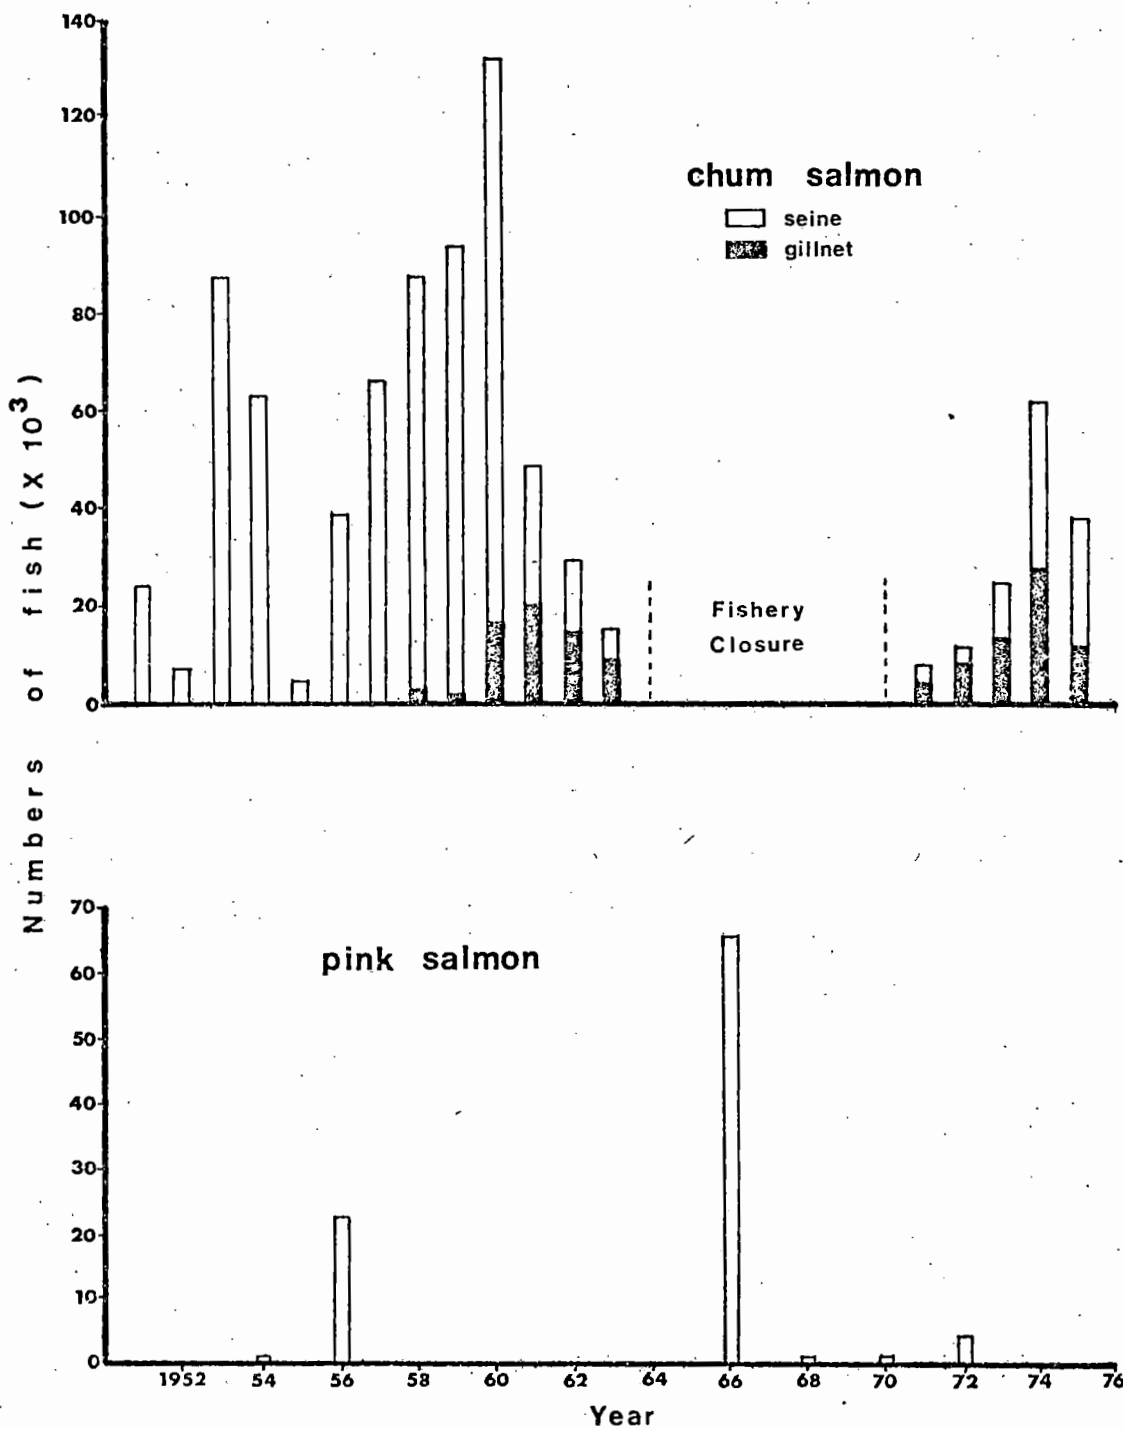 140
120
100
80
60
40
20
0
chum salmon
seine
gillnet
Fishery
Closure
Numbers of fish (X 10³)
70
60
50
40
30
20
10
0
pink salmon
1952 54 56 58 60 62 64 66 68 70 72 74 76
Year